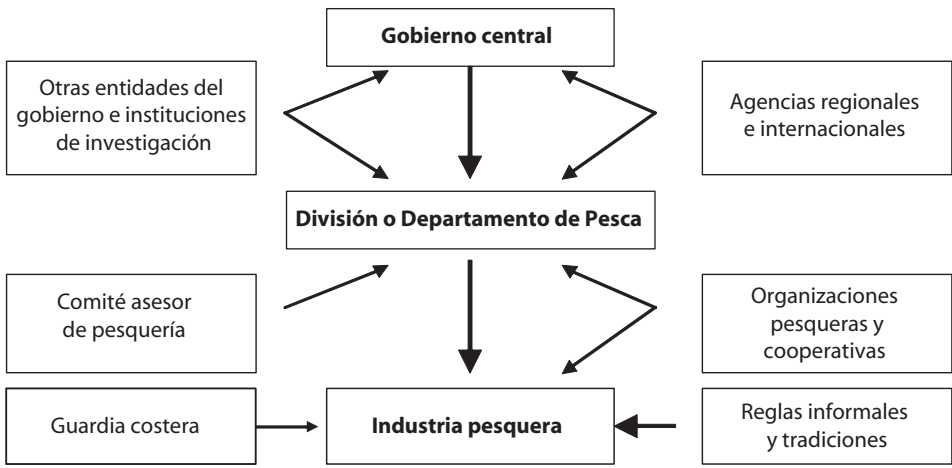 Gobierno central
Otras entidades del
gobierno e instituciones
de investigación
Agencias regionales
e internacionales
División o Departamento de Pesca
Comité asesor
de pesquería
Organizaciones
pesqueras y
cooperativas
Guardia costera
Industria pesquera
Reglas informales
y tradiciones